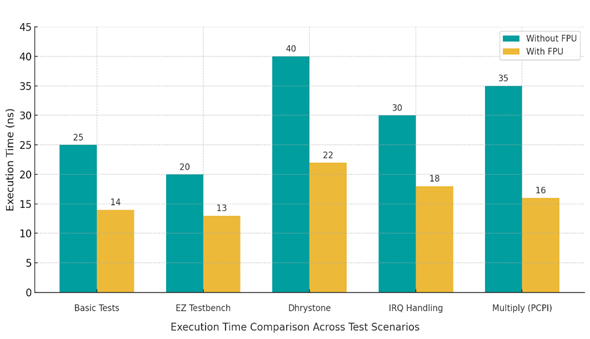 45
40
35
30
25
20
15
10
5
0
Execution Time (ns)
Without FPU
With FPU
25
14
20
13
40
22
30
18
35
16
Basic Tests
EZ Testbench
Dhrystone
IRQ Handling
Multiply (PCPI)
Execution Time Comparison Across Test Scenarios